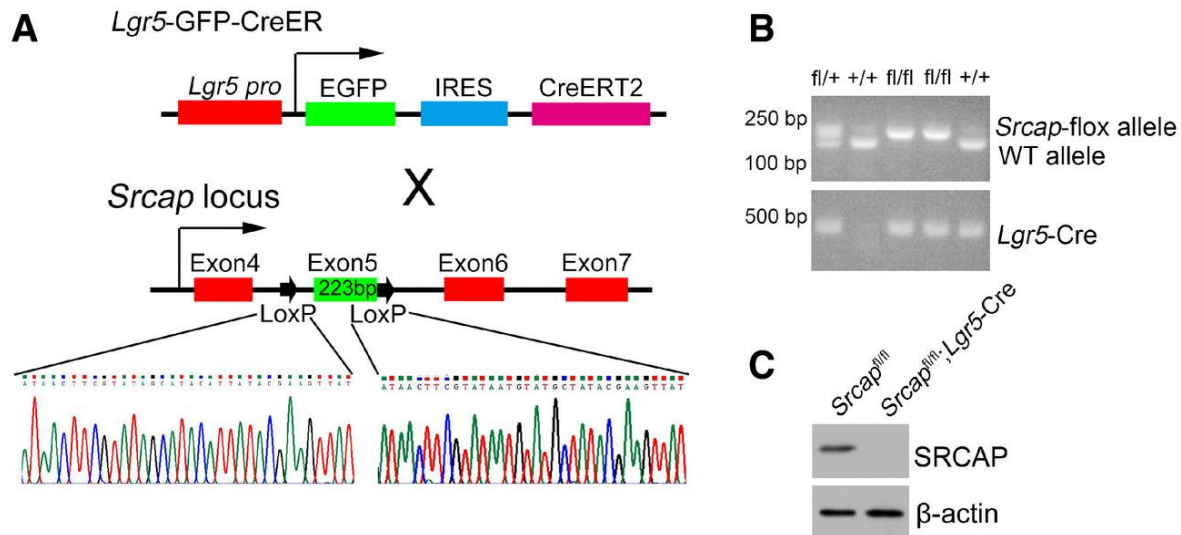 A
Lgr5-GFP-CreER
Lgr5 pro EGFP IRES CreERT2
X
Srcap locus
Exon4 Exon5 Exon6 Exon7
223bp
LoxP LoxP
ATAACTTCGTATAGCATACATTATACGAAGTTAT
ATAACTTCGTATAATGTATGCTATACGAAGTTAT
B
fl/+ +/+ fl/fl fl/fl +/+
250 bp
Srcap-flox allele
WT allele
100 bp
500 bp
Lgr5-Cre
C
Srcapfl/fl
Srcapfl/fl;Lgr5-Cre
SRCAP
β-actin